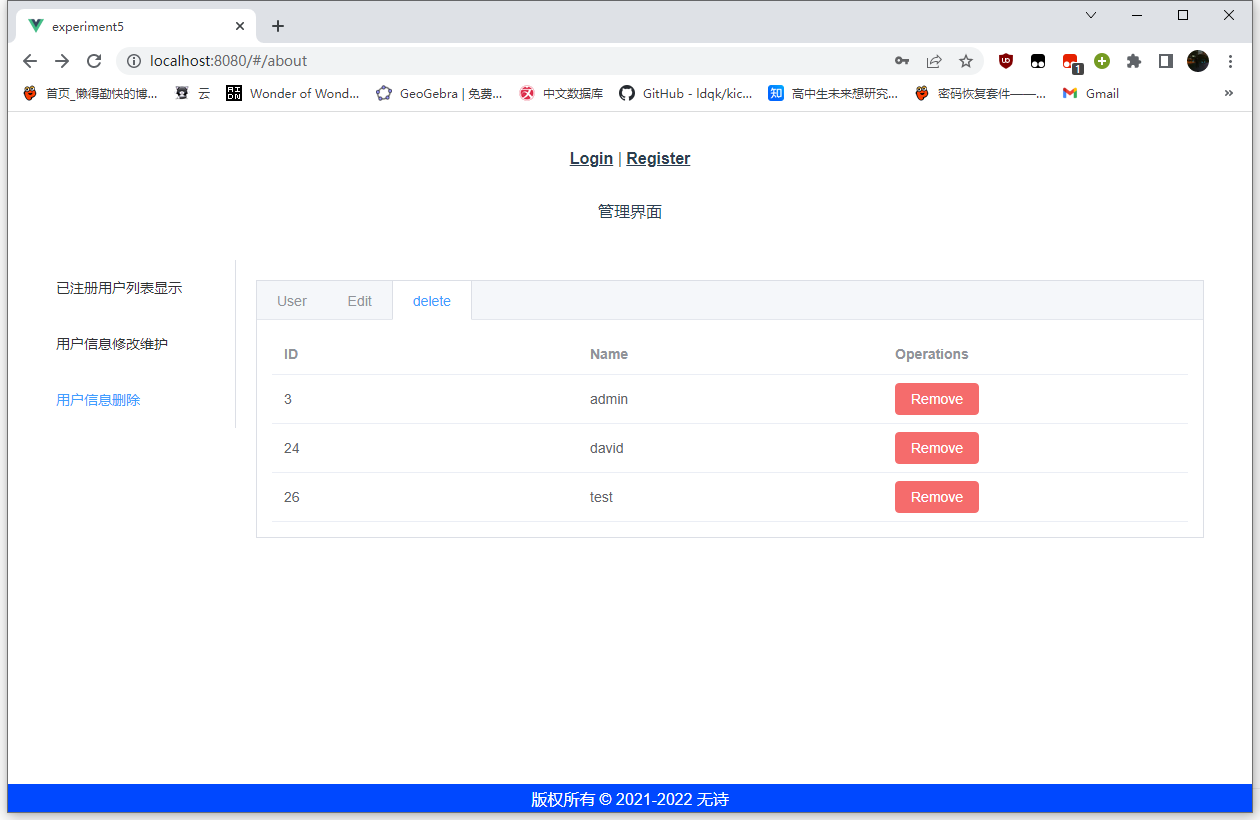 experiment5
localhost:8080/#/about
1
首页_懒得勤快的博... 云 Wonder of Wond... GeoGebra | 免费... 中文数据库 GitHub - ldqk/kic... 知 高中生未来想研究... 密码恢复套件——... Gmail »
Login | Register
管理界面
已注册用户列表显示
用户信息修改维护
用户信息删除
User Edit delete
ID Name Operations
3 admin Remove
24 david Remove
26 test Remove
版权所有 © 2021-2022 无诗